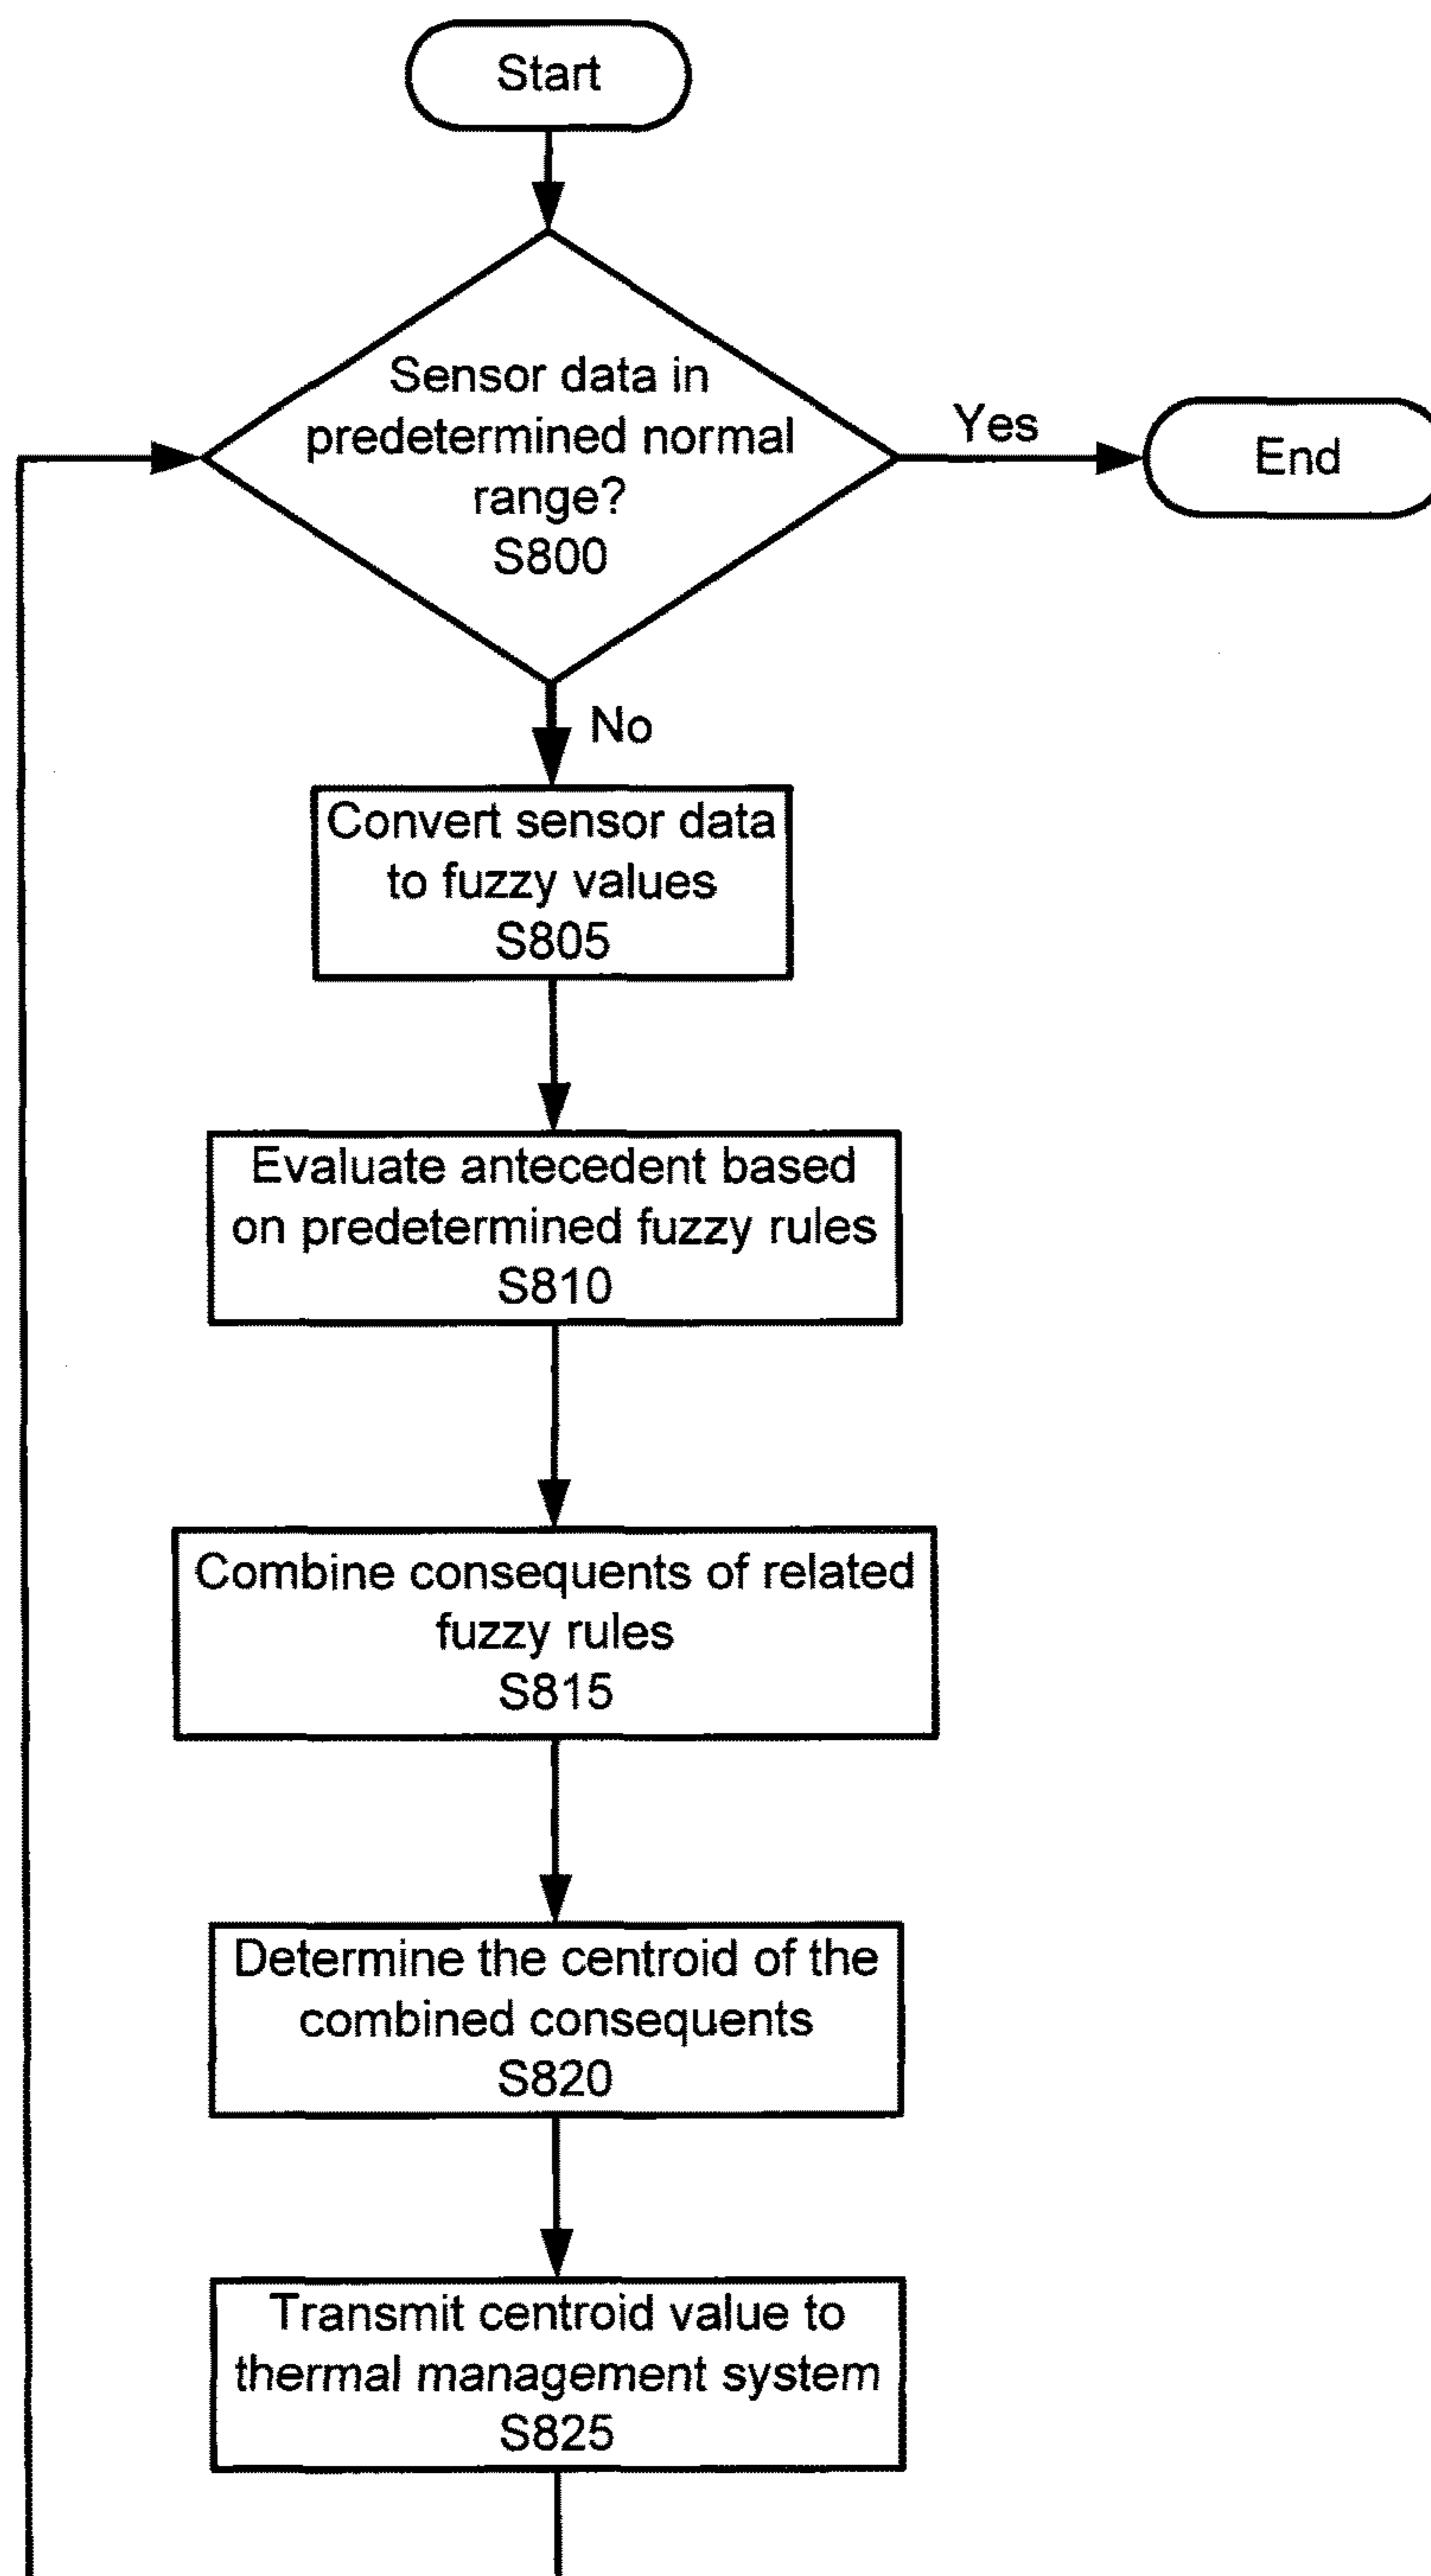 Start
Sensor data in
predetermined normal
range?
S800
Yes
End
No
Convert sensor data
to fuzzy values
S805
Evaluate antecedent based
on predetermined fuzzy rules
S810
Combine consequents of related
fuzzy rules
S815
Determine the centroid of the
combined consequents
S820
Transmit centroid value to
thermal management system
S825